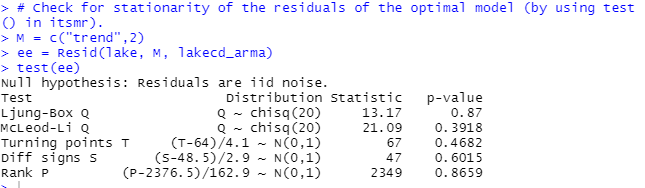 > # Check for stationarity of the residuals of the optimal model (by using test
() in itsmr).
> M = c("trend",2)
> ee = Resid(lake, M, lakecd_arma)
> test(ee)
Null hypothesis: Residuals are iid noise.
Test                        Distribution Statistic   p-value
Ljung-Box Q                Q ~ chisq(20)     13.17      0.87
McLeod-Li Q                Q ~ chisq(20)     21.09    0.3918
Turning points T     (T-64)/4.1 ~ N(0,1)        67    0.4682
Diff signs S       (S-48.5)/2.9 ~ N(0,1)        47    0.6015
Rank P         (P-2376.5)/162.9 ~ N(0,1)      2349    0.8659
>